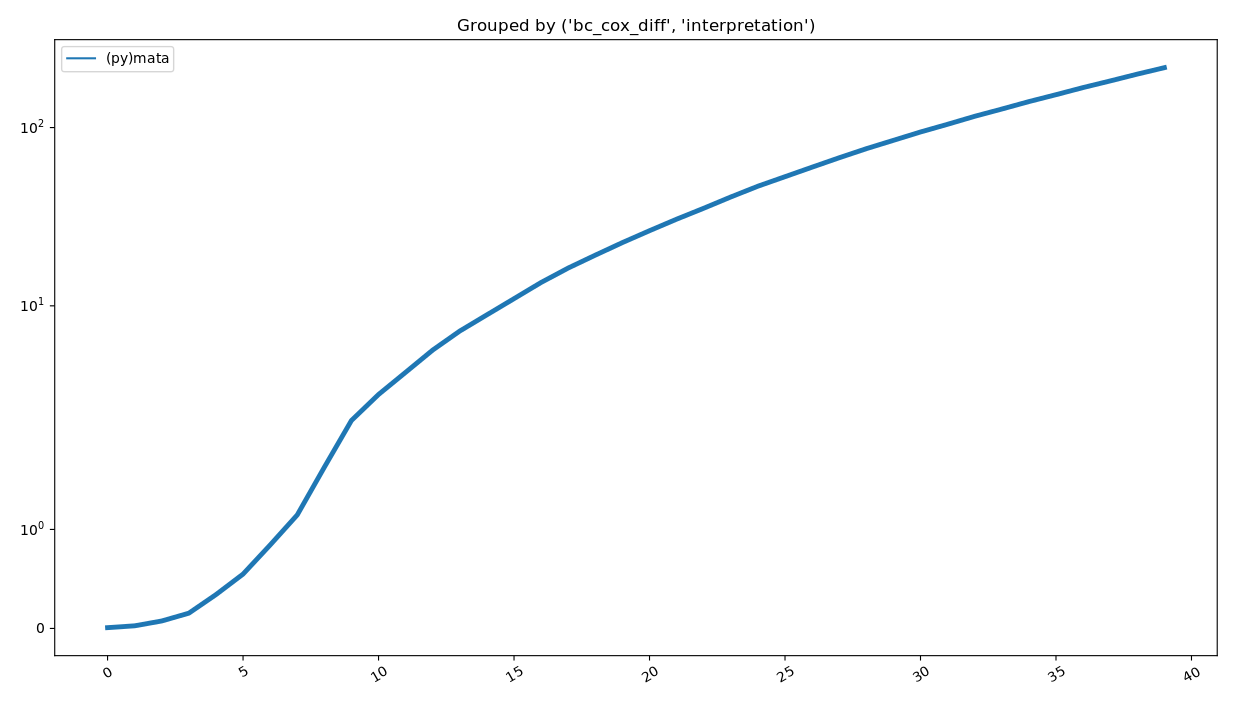 Grouped by ('bc_cox_diff', 'interpretation')
(py)mata
10²
10¹
10⁰
0
0 5 10 15 20 25 30 35 40